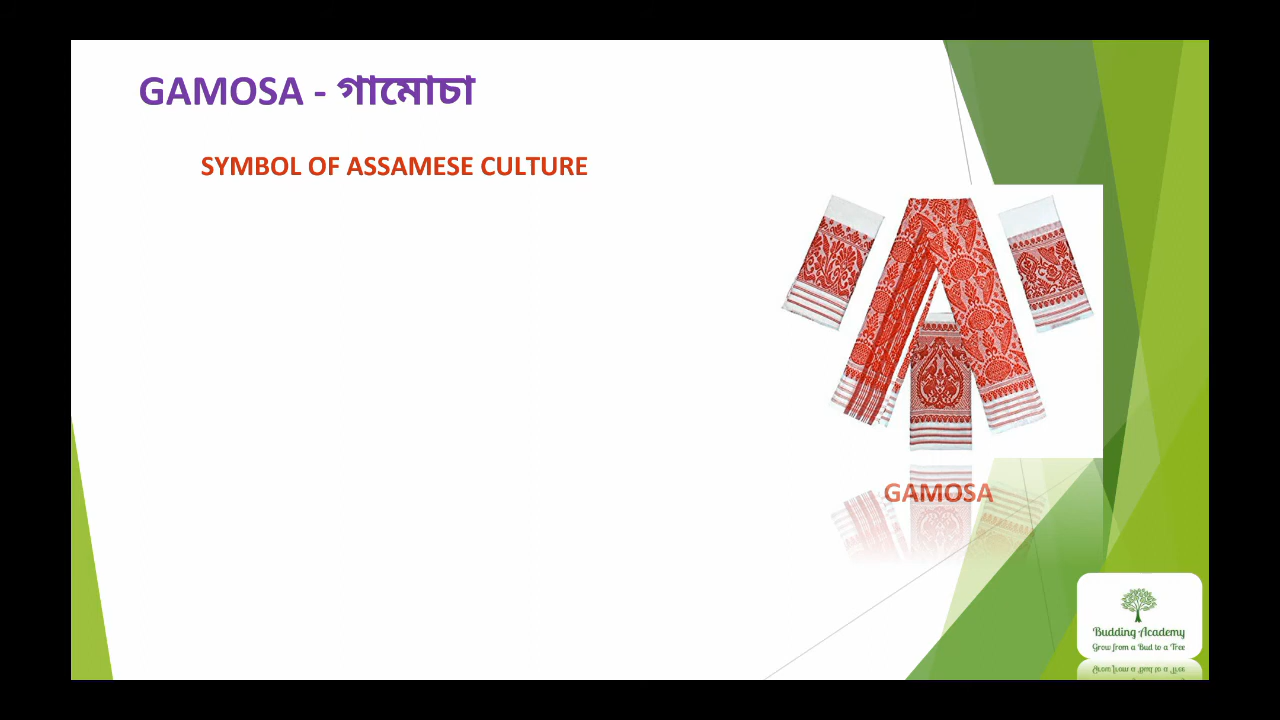 GAMOSA - গামোচা
SYMBOL OF ASSAMESE CULTURE
GAMOSA
Budding Academy
Grow from a Bud to a Tree